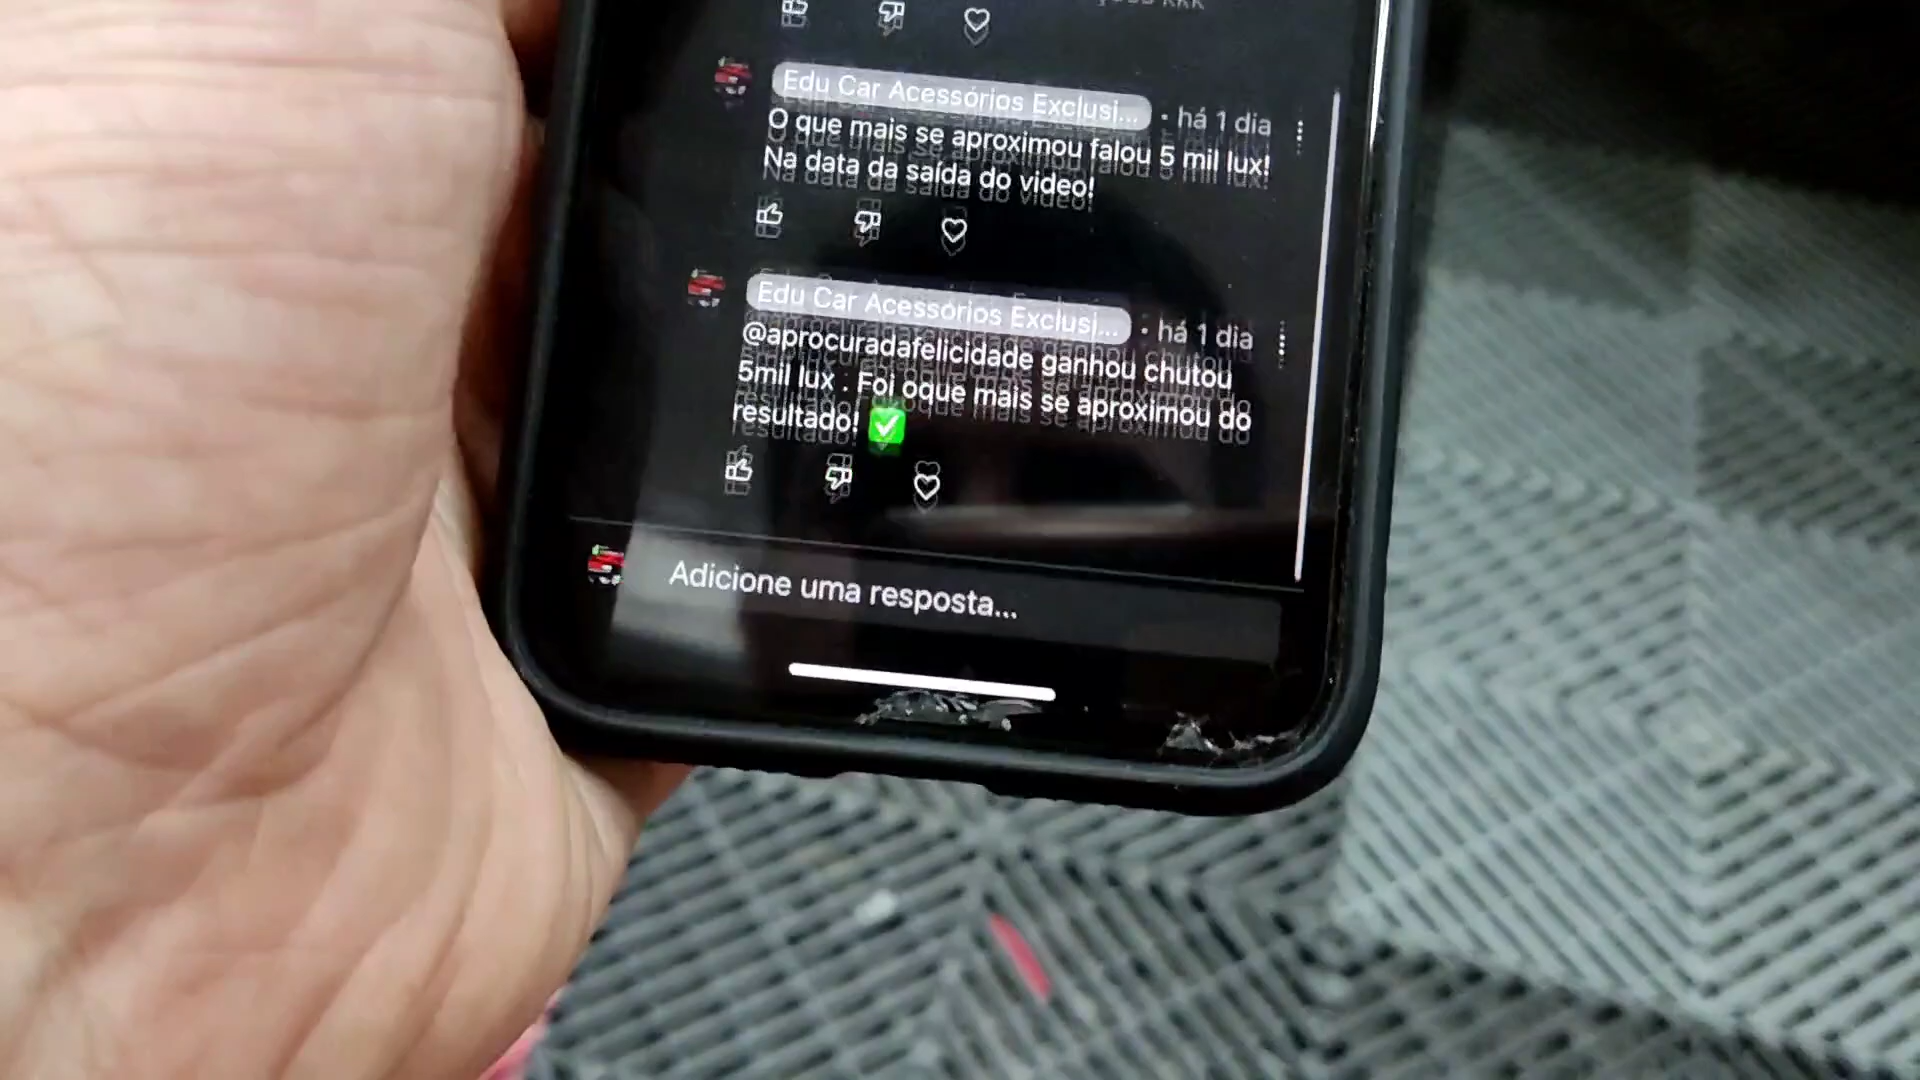 Edu Car Acessórios Exclusi... • há 1 dia
O que mais se aproximou falou 5 mil lux!
Na data da saída do video!
Edu Car Acessórios Exclusi... • há 1 dia
@aprocuradafelicidade ganhou chutou
5mil lux . Foi oque mais se aproximou do
resultado! ✅
Adicione uma resposta...